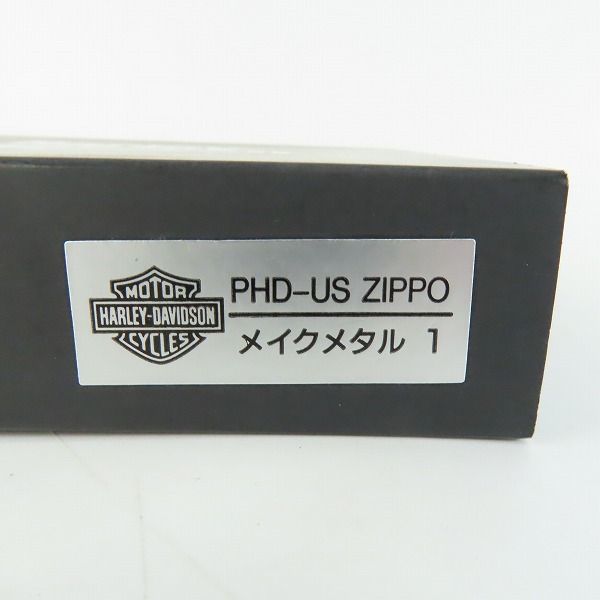 MOTOR
HARLEY-DAVIDSON
CYCLES
PHD-US ZIPPO
メイクメタル 1